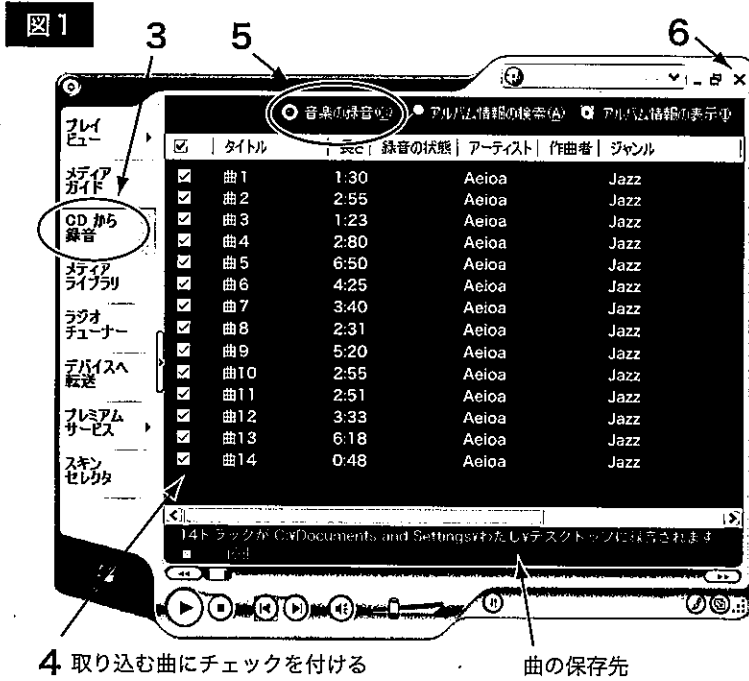 図1
3
5
6
音楽の録音(C)
アルバム情報の検索(A)
アルバム情報の表示
プレイ
ビュー
メディア
ガイド
CD から
録音
メディア
ライブラリ
ラジオ
チューナー
デバイスへ
転送
プレミアム
サービス
スキン
セレクタ
タイトル 長さ 録音の状態 アーティスト 作曲者 ジャンル
曲1 1:30 Aeioa Jazz
曲2 2:55 Aeioa Jazz
曲3 1:23 Aeioa Jazz
曲4 2:80 Aeioa Jazz
曲5 6:50 Aeioa Jazz
曲6 4:25 Aeioa Jazz
曲7 3:40 Aeioa Jazz
曲8 2:31 Aeioa Jazz
曲9 5:20 Aeioa Jazz
曲10 2:55 Aeioa Jazz
曲11 2:51 Aeioa Jazz
曲12 3:33 Aeioa Jazz
曲13 6:18 Aeioa Jazz
曲14 0:48 Aeioa Jazz
14トラックが C:¥Documents and Settings¥わたし¥デスクトップに録音されます
4 取り込む曲にチェックを付ける
曲の保存先